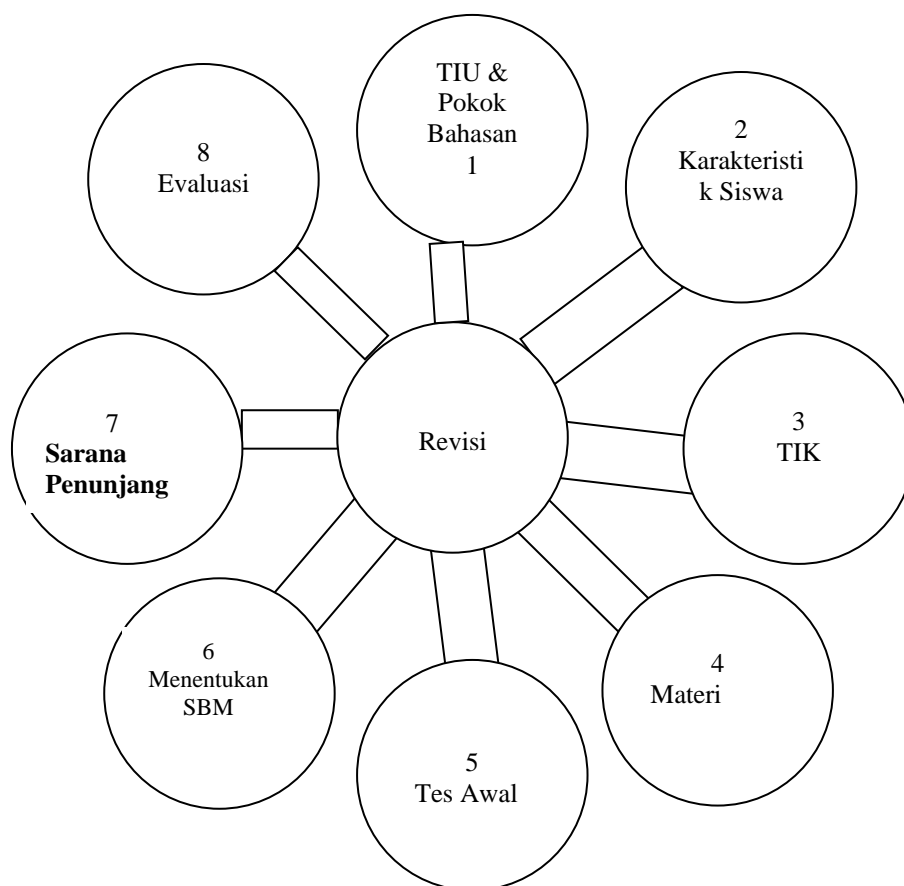 TIU &
Pokok
Bahasan
1
2
Karakteristi
k Siswa
3
TIK
4
Materi
5
Tes Awal
6
Menentukan
SBM
7
Sarana
Penunjang
8
Evaluasi
Revisi